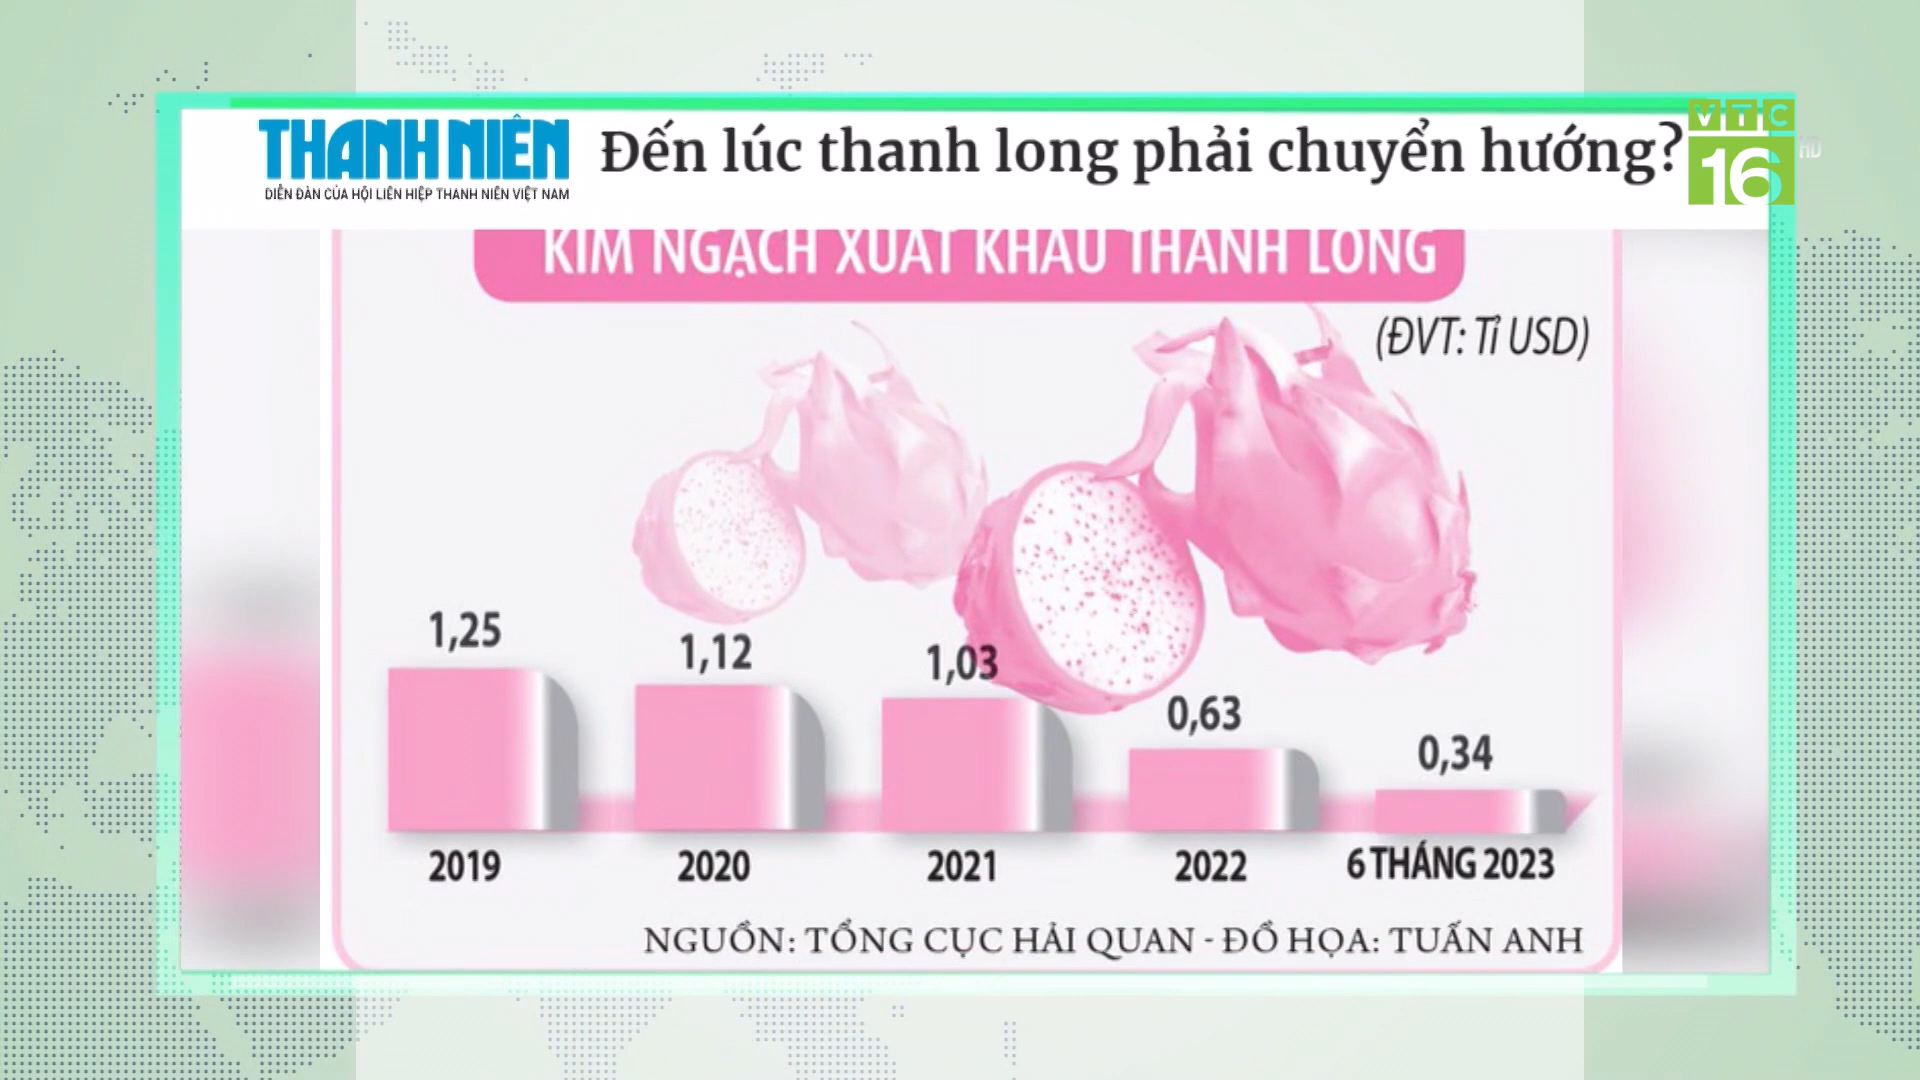 THANH NIÊN
DIỄN ĐÀN CỦA HỘI LIÊN HIỆP THANH NIÊN VIỆT NAM
Đến lúc thanh long phải chuyển hướng?
VTC
16
HD
KIM NGẠCH XUẤT KHẨU THANH LONG
(ĐVT: Tỉ USD)
1,25
1,12
1,03
0,63
0,34
2019
2020
2021
2022
6 THÁNG 2023
NGUỒN: TỔNG CỤC HẢI QUAN - ĐỒ HỌA: TUẤN ANH